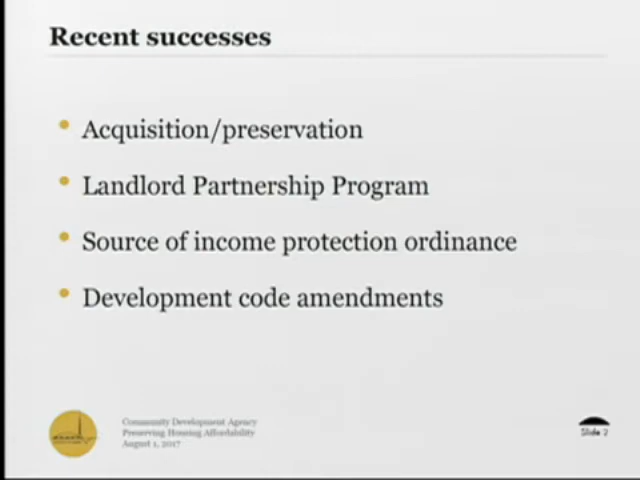 Recent successes
Acquisition/preservation
Landlord Partnership Program
Source of income protection ordinance
Development code amendments
Community Development Agency
Preserving Housing Affordability
August 1, 2017
Slide 2